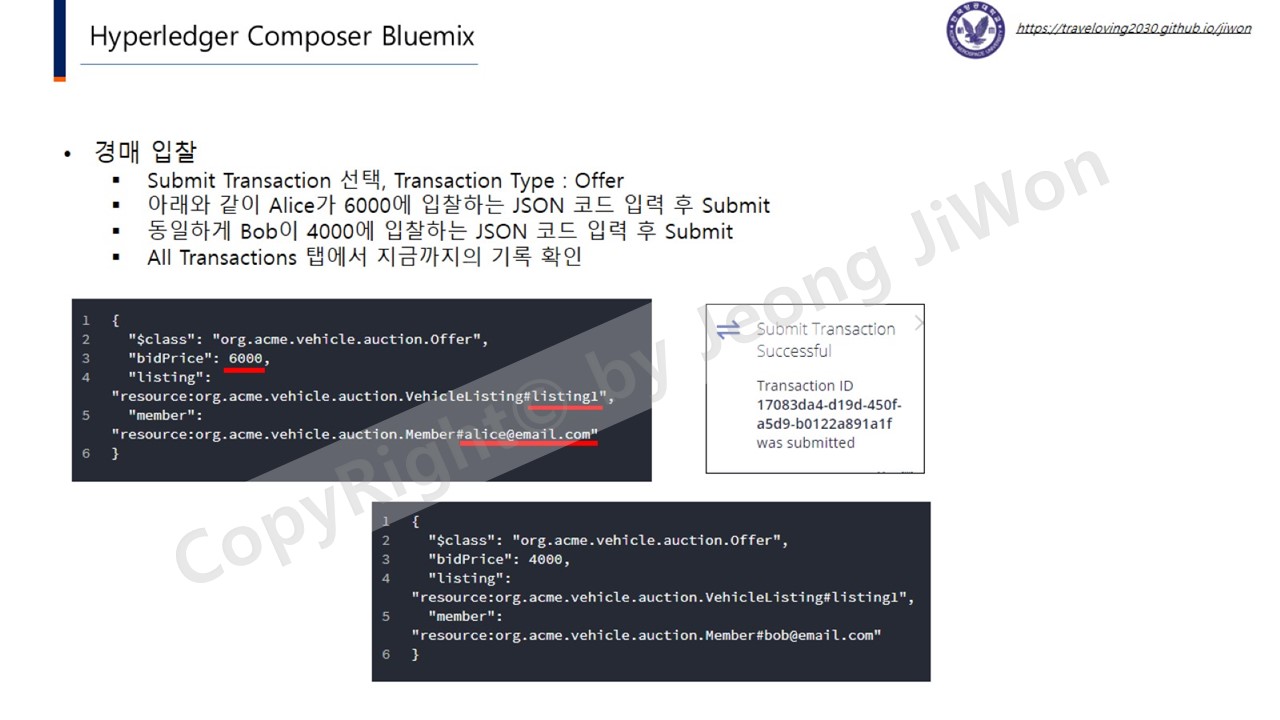 Hyperledger Composer Bluemix
https://traveloving2030.github.io/jiwon
• 경매 입찰
▪ Submit Transaction 선택, Transaction Type : Offer
▪ 아래와 같이 Alice가 6000에 입찰하는 JSON 코드 입력 후 Submit
▪ 동일하게 Bob이 4000에 입찰하는 JSON 코드 입력 후 Submit
▪ All Transactions 탭에서 지금까지의 기록 확인
1 {
2 "$class": "org.acme.vehicle.auction.Offer",
3 "bidPrice": 6000,
4 "listing":
"resource:org.acme.vehicle.auction.VehicleListing#listing1",
5 "member":
"resource:org.acme.vehicle.auction.Member#alice@email.com"
6 }
Submit Transaction
Successful
Transaction ID
17083da4-d19d-450f-
a5d9-b0122a891a1f
was submitted
1 {
2 "$class": "org.acme.vehicle.auction.Offer",
3 "bidPrice": 4000,
4 "listing":
"resource:org.acme.vehicle.auction.VehicleListing#listing1",
5 "member":
"resource:org.acme.vehicle.auction.Member#bob@email.com"
6 }
CopyRight© by Jeong JiWon